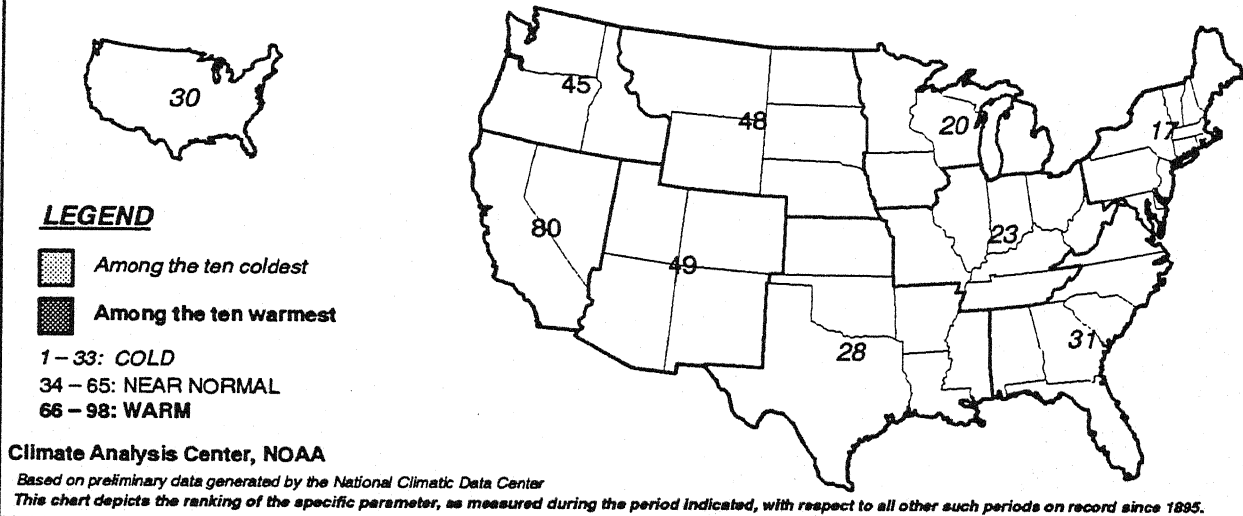 30
45
48
20
17
80
49
23
28
31
LEGEND
Among the ten coldest
Among the ten warmest
1 – 33: COLD
34 – 65: NEAR NORMAL
66 – 98: WARM
Climate Analysis Center, NOAA
Based on preliminary data generated by the National Climatic Data Center
This chart depicts the ranking of the specific parameter, as measured during the period indicated, with respect to all other such periods on record since 1895.